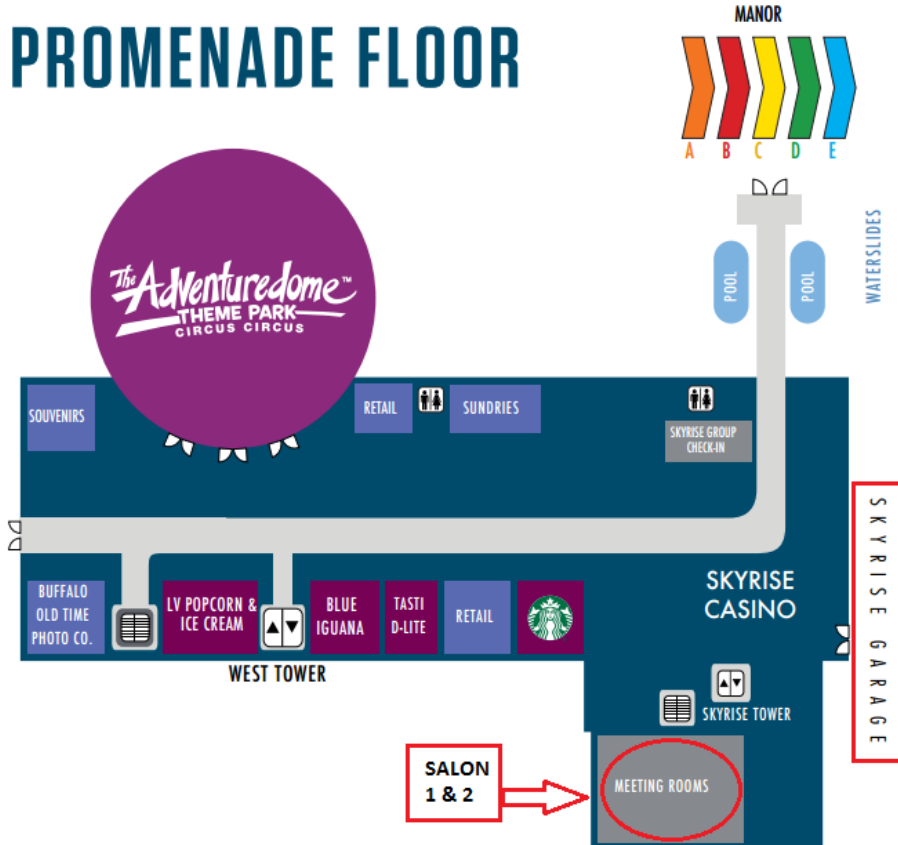 MANOR
PROMENADE FLOOR
A B C D E
WATERSLIDES
POOL
POOL
The Adventuredome™
THEME PARK
CIRCUS CIRCUS
SOUVENIRS
RETAIL
SUNDRIES
SKYRISE GROUP
CHECK-IN
SKYRISE GARAGE
SKYRISE
CASINO
BUFFALO
OLD TIME
PHOTO CO.
LV POPCORN &
ICE CREAM
BLUE
IGUANA
TASTI
D-LITE
RETAIL
WEST TOWER
SKYRISE TOWER
SALON
1 & 2
MEETING ROOMS